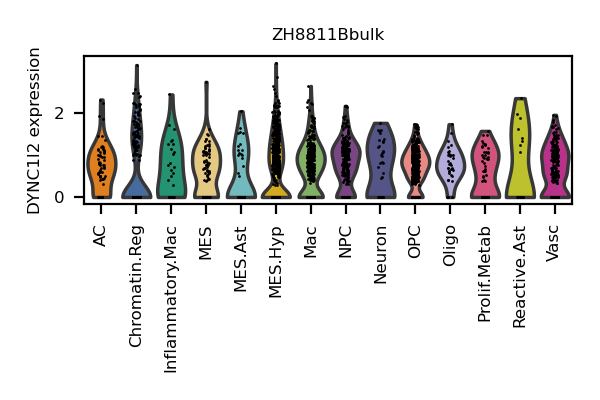 ZH8811Bbulk
DYNC1I2 expression
2
0
AC
Chromatin.Reg
Inflammatory.Mac
MES
MES.Ast
MES.Hyp
Mac
NPC
Neuron
OPC
Oligo
Prolif.Metab
Reactive.Ast
Vasc